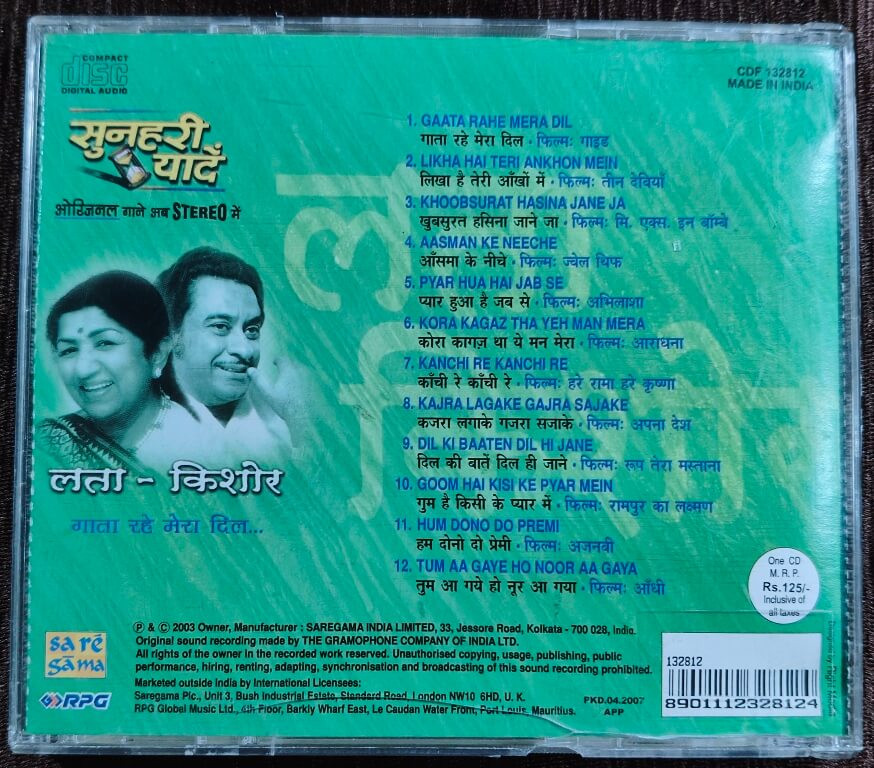 COMPACT
disc
DIGITAL AUDIO
CDF 132812
MADE IN INDIA
सुनहरी
यादें
ओरिजिनल गाने अब STEREO में
1. GAATA RAHE MERA DIL
गाता रहे मेरा दिल • फिल्मः गाइड
2. LIKHA HAI TERI ANKHON MEIN
लिखा है तेरी आँखों में • फिल्मः तीन देवियाँ
3. KHOOBSURAT HASINA JANE JA
खुबसुरत हसिना जाने जा • फिल्मः मि. एक्स. इन बॉम्बे
4. AASMAN KE NEECHE
आँसमा के नीचे • फिल्मः ज्वेल थिफ
5. PYAR HUA HAI JAB SE
प्यार हुआ है जब से • फिल्मः अभिलाशा
6. KORA KAGAZ THA YEH MAN MERA
कोरा कागज़ था ये मन मेरा • फिल्मः आराधना
7. KANCHI RE KANCHI RE
काँची रे काँची रे • फिल्मः हरे रामा हरे कृष्णा
8. KAJRA LAGAKE GAJRA SAJAKE
कजरा लगाके गजरा सजाके • फिल्मः अपना देश
9. DIL KI BAATEN DIL HI JANE
दिल की वातें दिल ही जाने • फिल्मः रूप तेरा मस्ताना
10. GOOM HAI KISI KE PYAR MEIN
गुम है किसी के प्यार में • फिल्मः रामपुर का लक्ष्मण
11. HUM DONO DO PREMI
हम दोनो दो प्रेमी • फिल्मः अजनबी
12. TUM AA GAYE HO NOOR AA GAYA
तुम आ गये हो नूर आ गया • फिल्मः आँधी
लता - किशोर
गाता रहे मेरा दिल...
One CD
M. R. P.
Rs.125/-
Inclusive of
all taxes
sa re
gama
RPG
℗ & © 2003 Owner, Manufacturer : SAREGAMA INDIA LIMITED, 33, Jessore Road, Kolkata - 700 028, India.
Original sound recording made by THE GRAMOPHONE COMPANY OF INDIA LTD.
All rights of the owner in the recorded work reserved. Unauthorised copying, usage, publishing, public
performance, hiring, renting, adapting, synchronisation and broadcasting of this sound recording prohibited.
Marketed outside India by International Licensees:
Saregama Plc., Unit 3, Bush Industrial Estate, Standard Road, London NW10 6HD, U. K.
RPG Global Music Ltd., 4th Floor, Barkly Wharf East, Le Caudan Water Front, Port Louis, Mauritius.
PKD.04.2007
APP
132812
8901112328124